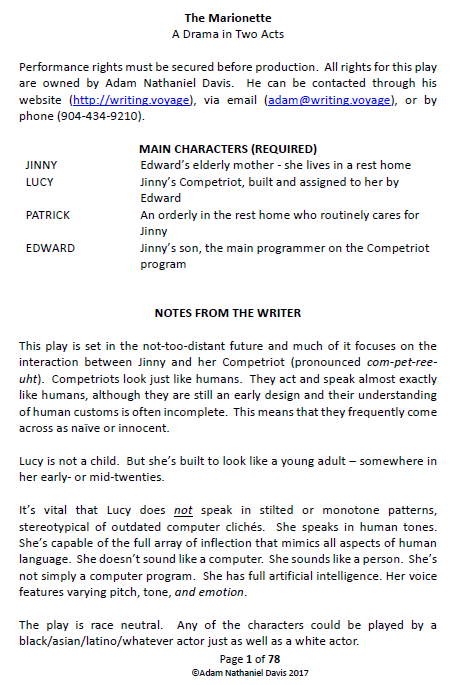 The Marionette
A Drama in Two Acts
Performance rights must be secured before production. All rights for this play
are owned by Adam Nathaniel Davis. He can be contacted through his
website (http://writing.voyage), via email (adam@writing.voyage), or by
phone (904-434-9210).
MAIN CHARACTERS (REQUIRED)
JINNY Edward's elderly mother - she lives in a rest home
LUCY Jinny's Competriot, built and assigned to her by
Edward
PATRICK An orderly in the rest home who routinely cares for
Jinny
EDWARD Jinny's son, the main programmer on the Competriot
program
NOTES FROM THE WRITER
This play is set in the not-too-distant future and much of it focuses on the
interaction between Jinny and her Competriot (pronounced com-pet-ree-
uht). Competriots look just like humans. They act and speak almost exactly
like humans, although they are still an early design and their understanding
of human customs is often incomplete. This means that they frequently come
across as naïve or innocent.
Lucy is not a child. But she's built to look like a young adult – somewhere in
her early- or mid-twenties.
It's vital that Lucy does not speak in stilted or monotone patterns,
stereotypical of outdated computer clichés. She speaks in human tones.
She's capable of the full array of inflection that mimics all aspects of human
language. She doesn't sound like a computer. She sounds like a person. She's
not simply a computer program. She has full artificial intelligence. Her voice
features varying pitch, tone, and emotion.
The play is race neutral. Any of the characters could be played by a
black/asian/latino/whatever actor just as well as a white actor.
Page 1 of 78
©Adam Nathaniel Davis 2017